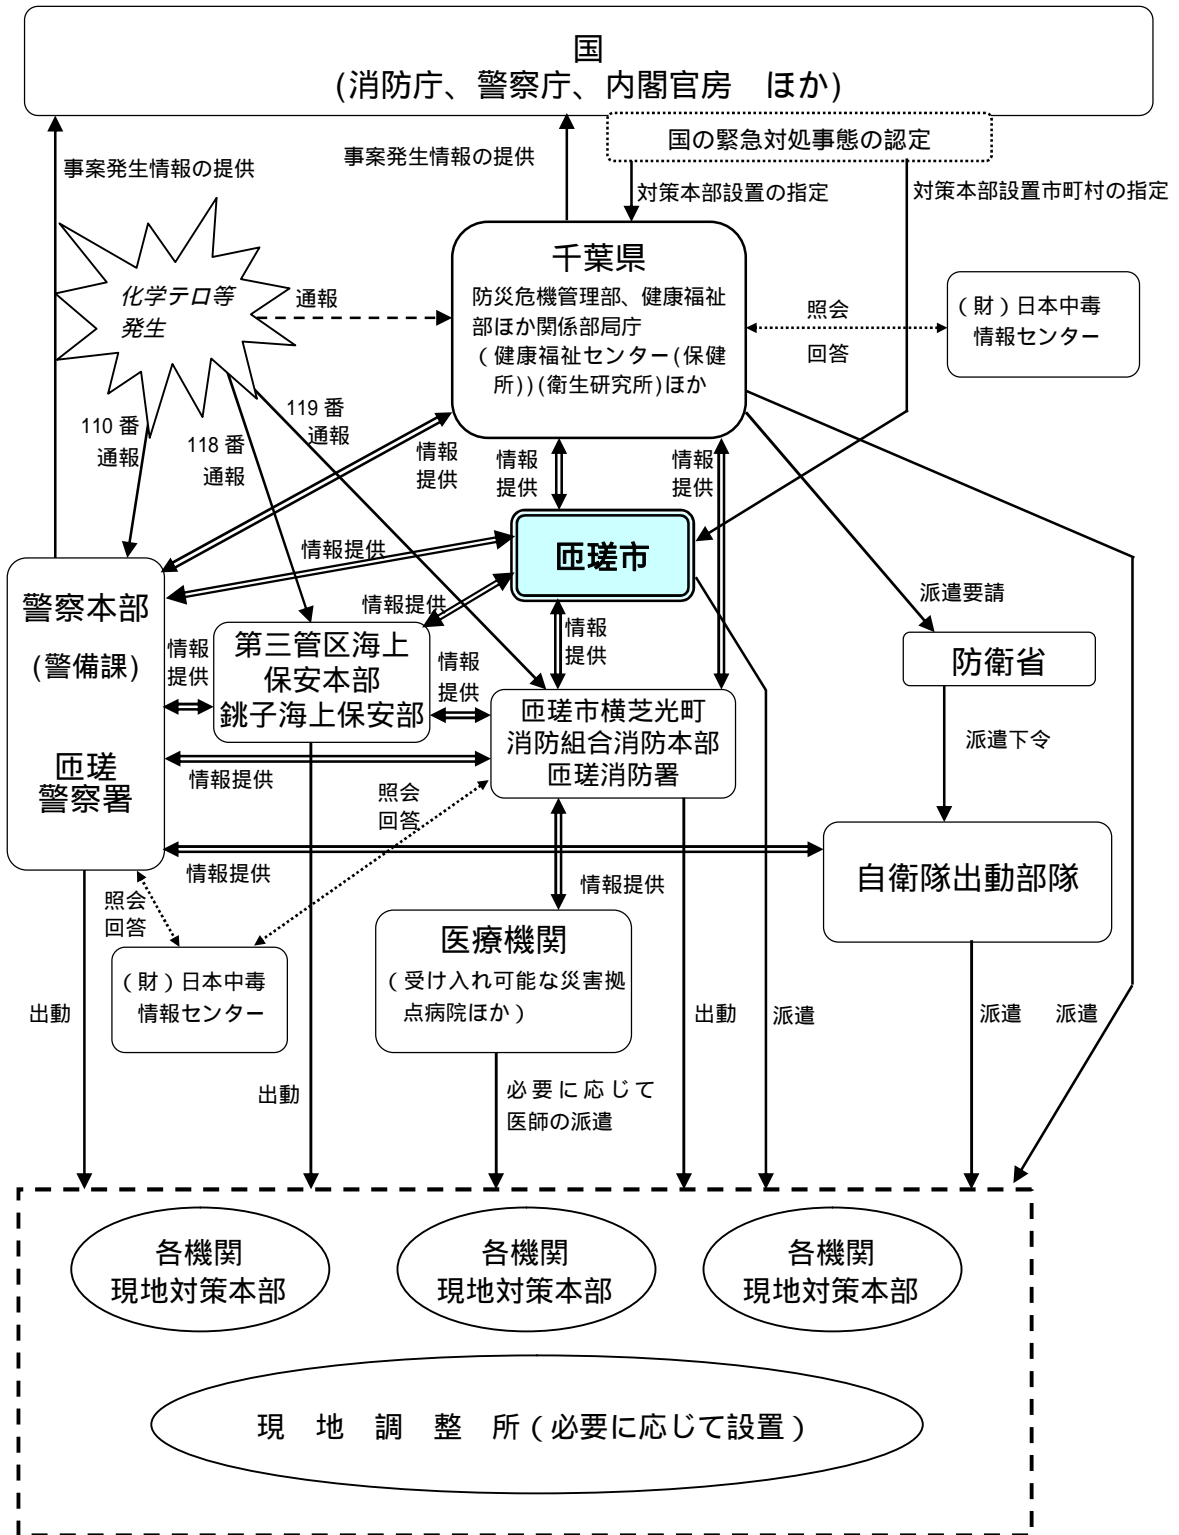 国
(消防庁、警察庁、内閣官房　ほか)
国の緊急対処事態の認定
事案発生情報の提供
事案発生情報の提供
対策本部設置の指定
対策本部設置市町村の指定
化学テロ等
発生
通報
千葉県
防災危機管理部、健康福祉
部ほか関係部局庁
（健康福祉センター(保健
所))(衛生研究所)ほか
照会
回答
（財）日本中毒
情報センター
110 番
通報
118 番
通報
119 番
通報
情報
提供
情報
提供
情報
提供
匝瑳市
情報提供
情報提供
情報
提供
派遣要請
警察本部
(警備課)
匝瑳
警察署
情報
提供
第三管区海上
保安本部
銚子海上保安部
情報
提供
匝瑳市横芝光町
消防組合消防本部
匝瑳消防署
防衛省
派遣下令
情報提供
照会
回答
情報提供
自衛隊出動部隊
照会
回答
情報提供
医療機関
（受け入れ可能な災害拠
点病院ほか）
（財）日本中毒
情報センター
出動
出動
出動
派遣
派遣
派遣
必要に応じて
医師の派遣
各機関
現地対策本部
各機関
現地対策本部
各機関
現地対策本部
現　地　調　整　所（必要に応じて設置）